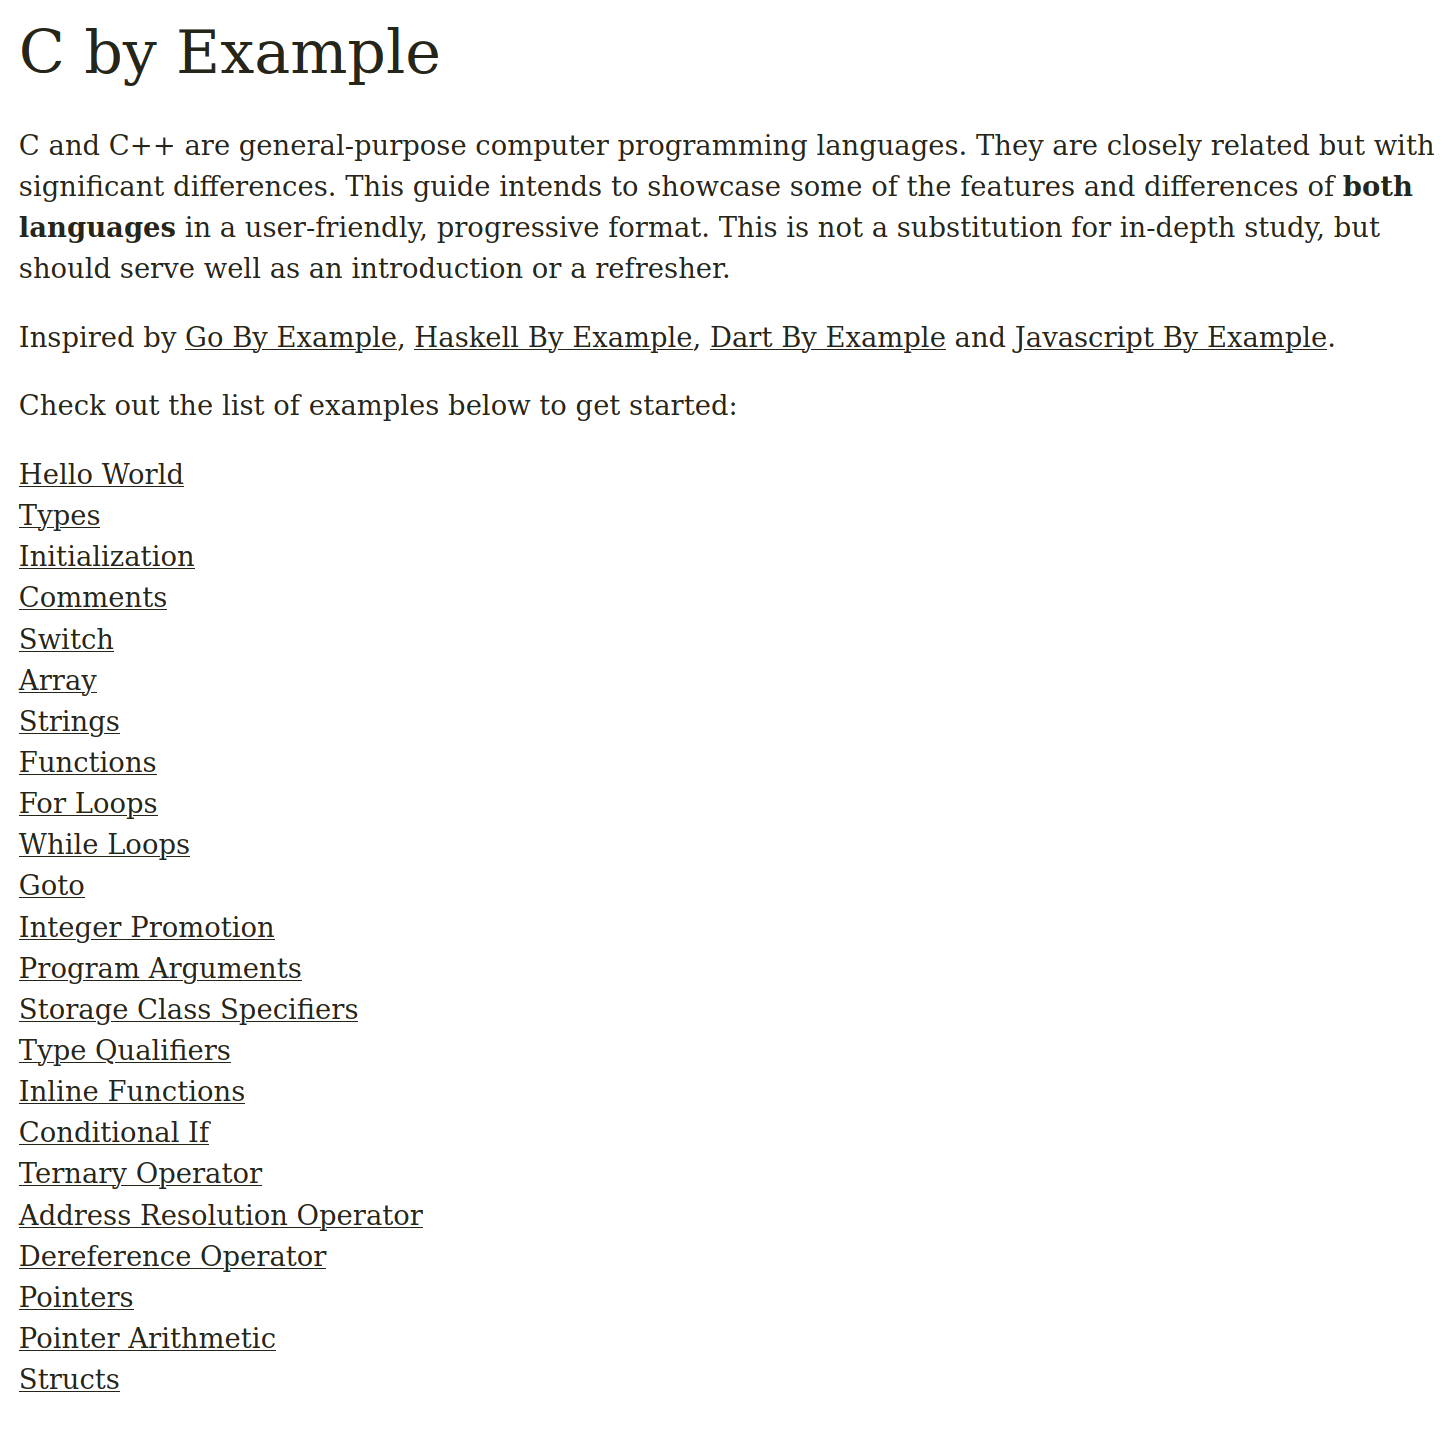 C by Example
C and C++ are general-purpose computer programming languages. They are closely related but with
significant differences. This guide intends to showcase some of the features and differences of both
languages in a user-friendly, progressive format. This is not a substitution for in-depth study, but
should serve well as an introduction or a refresher.
Inspired by Go By Example, Haskell By Example, Dart By Example and Javascript By Example.
Check out the list of examples below to get started:
Hello World
Types
Initialization
Comments
Switch
Array
Strings
Functions
For Loops
While Loops
Goto
Integer Promotion
Program Arguments
Storage Class Specifiers
Type Qualifiers
Inline Functions
Conditional If
Ternary Operator
Address Resolution Operator
Dereference Operator
Pointers
Pointer Arithmetic
Structs